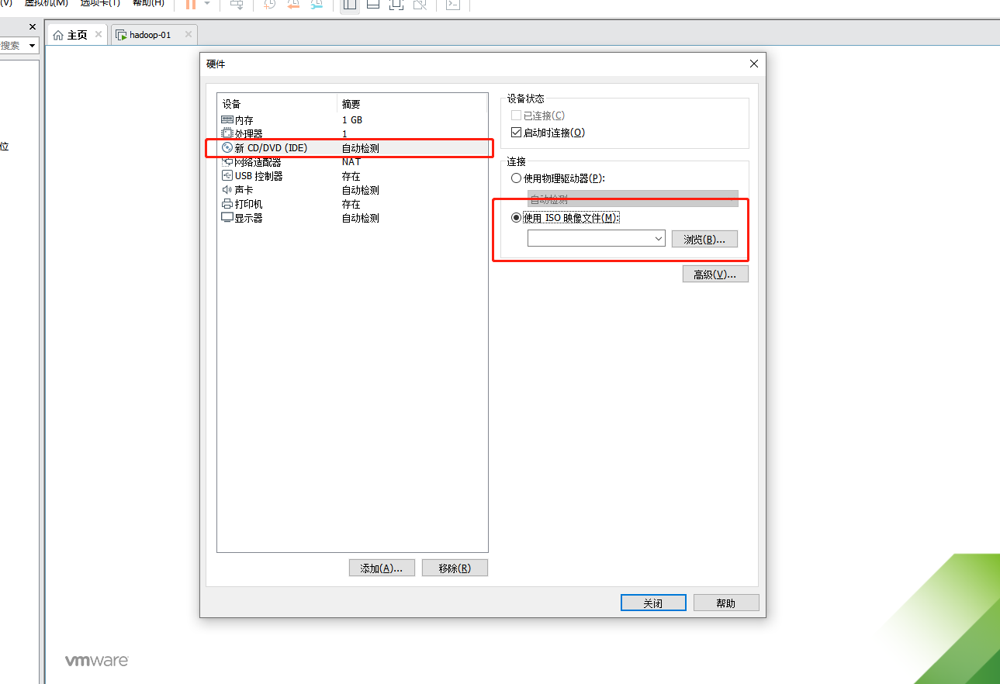 (V) 虚拟机(M) 选项卡(T) 帮助(H)
搜索
主页 hadoop-01
位
硬件
设备 摘要
内存 1 GB
处理器 1
新 CD/DVD (IDE) 自动检测
网络适配器 NAT
USB 控制器 存在
声卡 自动检测
打印机 存在
显示器 自动检测
添加(A)... 移除(R)
设备状态
已连接(C)
启动时连接(O)
连接
使用物理驱动器(P):
自动检测
使用 ISO 映像文件(M):
浏览(B)...
高级(V)...
关闭 帮助
vmware